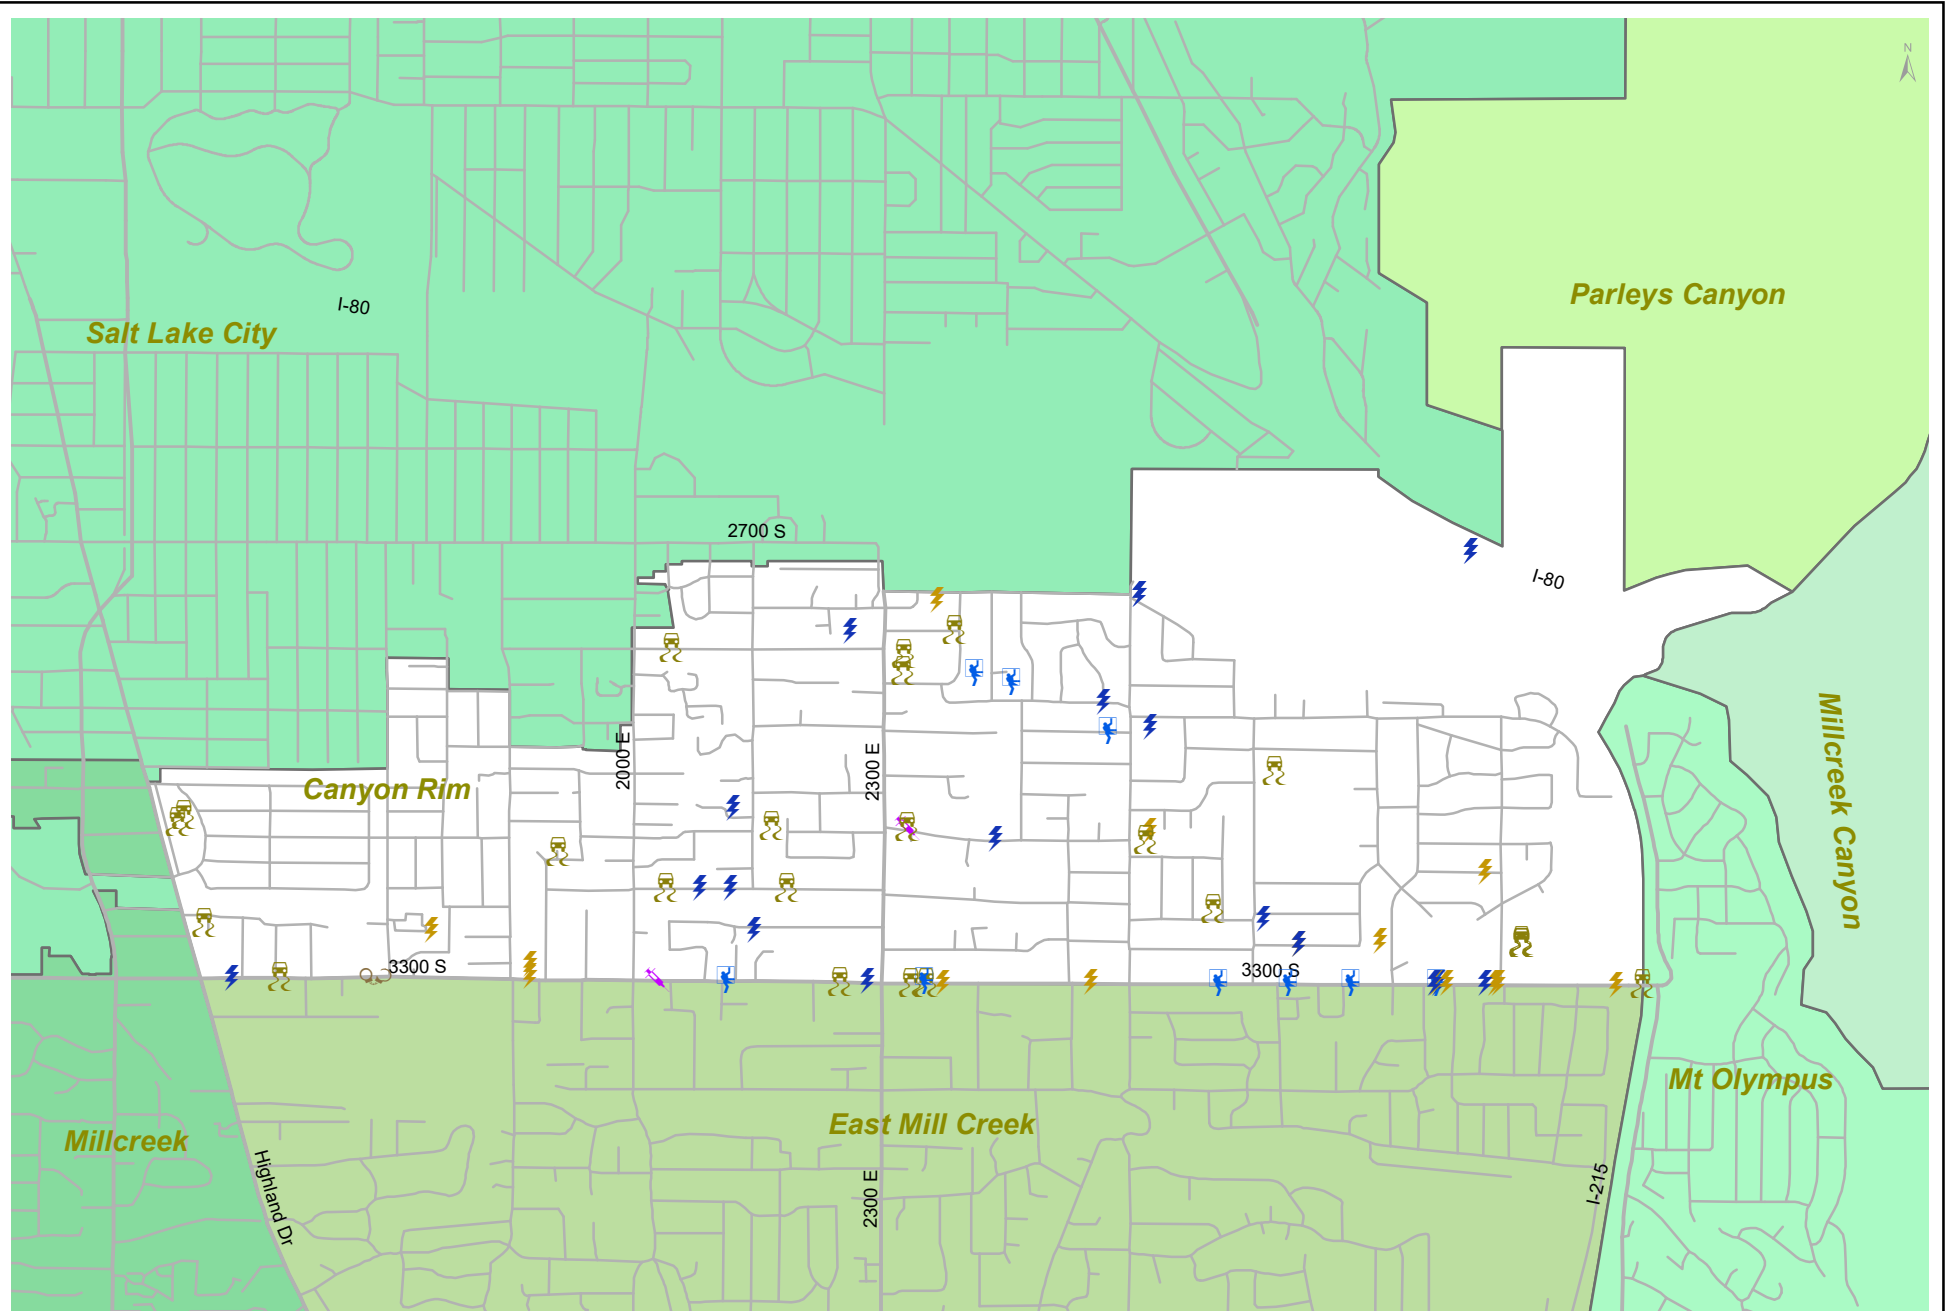 N
Parleys Canyon
I-80
Salt Lake City
2700 S
I-80
2000 E
2300 E
Canyon Rim
Millcreek Canyon
3300 S
3300 S
Mt Olympus
East Mill Creek
Millcreek
Highland Dr
2300 E
I-215